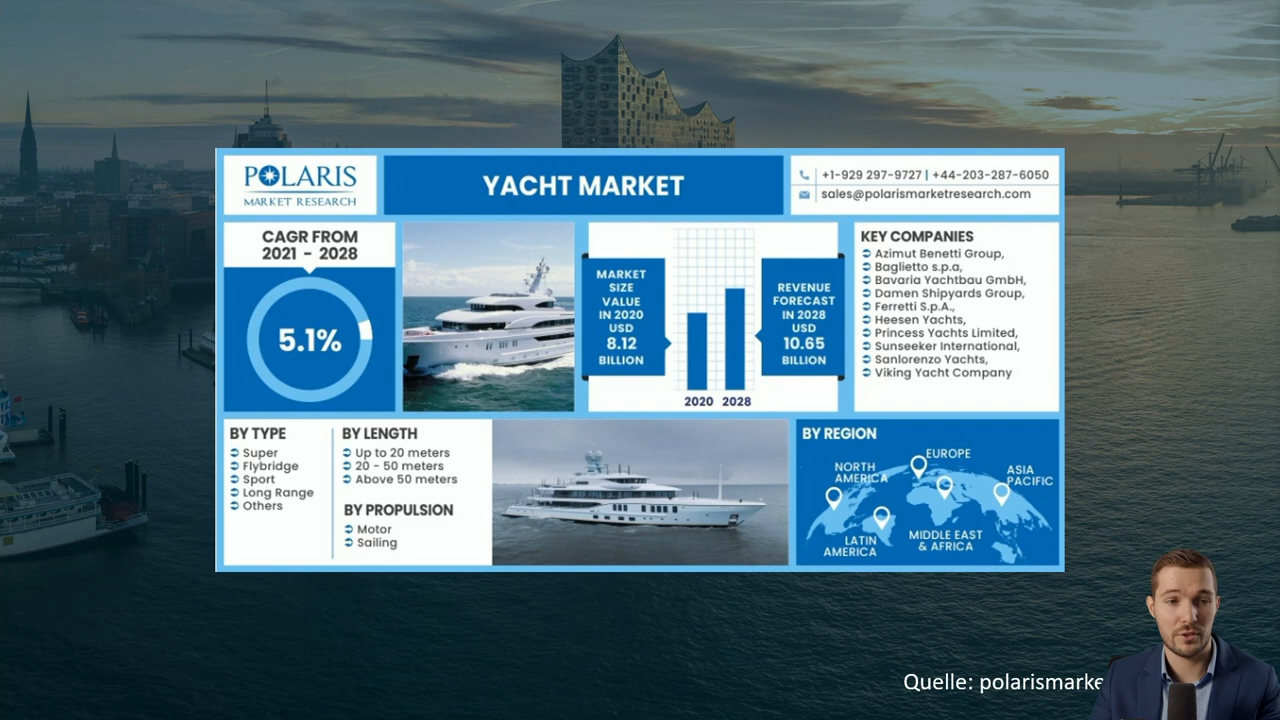 POLARIS
MARKET RESEARCH
YACHT MARKET
+1-929 297-9727 | +44-203-287-6050
sales@polarismarketresearch.com
CAGR FROM
2021 - 2028
5.1%
MARKET
SIZE
VALUE
IN 2020
USD
8.12
BILLION
2020 2028
REVENUE
FORECAST
IN 2028
USD
10.65
BILLION
KEY COMPANIES
Azimut Benetti Group,
Baglietto s.p.a,
Bavaria Yachtbau GmbH,
Damen Shipyards Group,
Ferretti S.p.A.,
Heesen Yachts,
Princess Yachts Limited,
Sunseeker International,
Sanlorenzo Yachts,
Viking Yacht Company
BY TYPE
Super
Flybridge
Sport
Long Range
Others
BY LENGTH
Up to 20 meters
20 - 50 meters
Above 50 meters
BY PROPULSION
Motor
Sailing
BY REGION
NORTH
AMERICA
EUROPE
ASIA
PACIFIC
LATIN
AMERICA
MIDDLE EAST
& AFRICA
Quelle: polarismarke